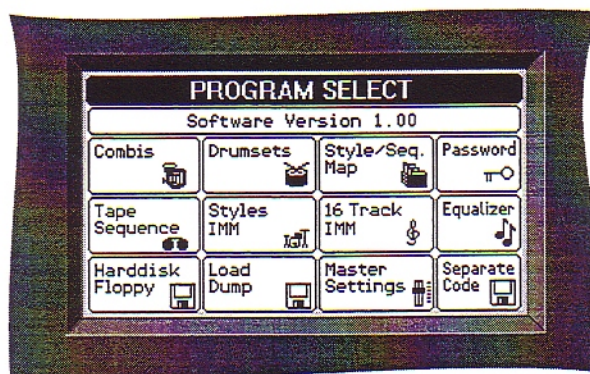 PROGRAM SELECT
Software Version 1.00
Combis
Drumsets
Style/Seq.
Map
Password
Tape
Sequence
Styles
IMM
16 Track
IMM
Equalizer
Harddisk
Floppy
Load
Dump
Master
Settings
Separate
Code